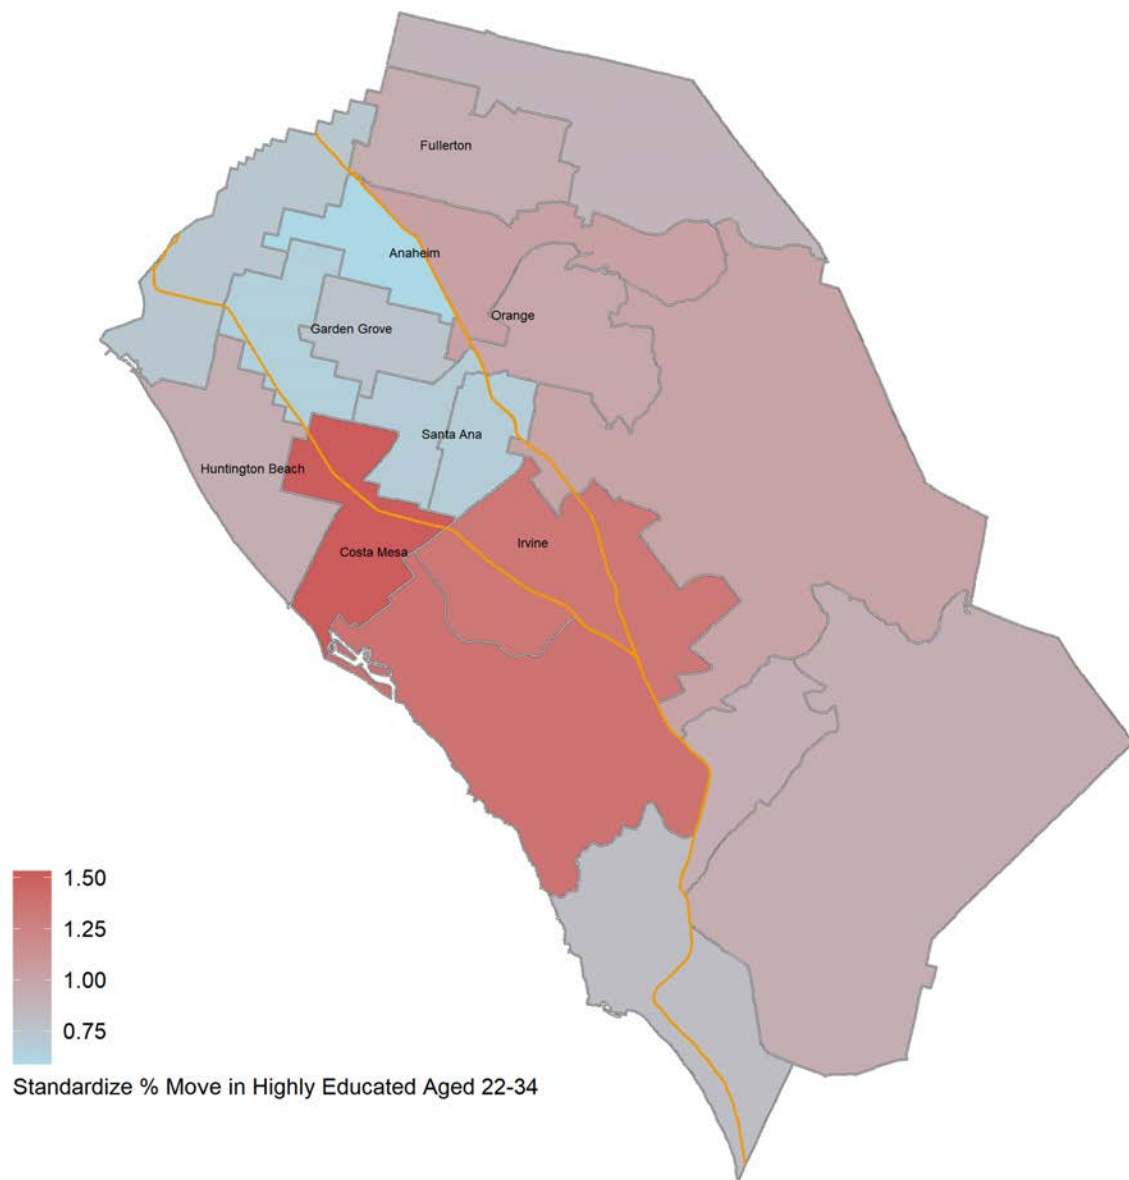 Fullerton
Anaheim
Orange
Garden Grove
Santa Ana
Huntington Beach
Irvine
Costa Mesa
1.50
1.25
1.00
0.75
Standardize % Move in Highly Educated Aged 22-34